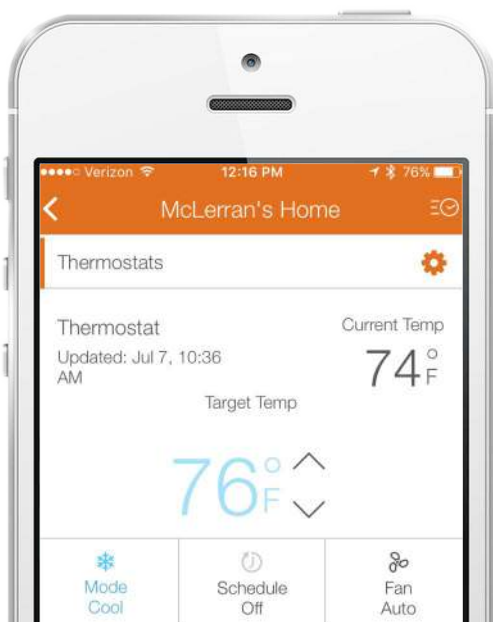 ●●●●○ Verizon 12:16 PM 76%
McLerran's Home
Thermostats
Thermostat
Updated: Jul 7, 10:36
AM
Current Temp
74°F
Target Temp
76°F
Mode
Cool
Schedule
Off
Fan
Auto